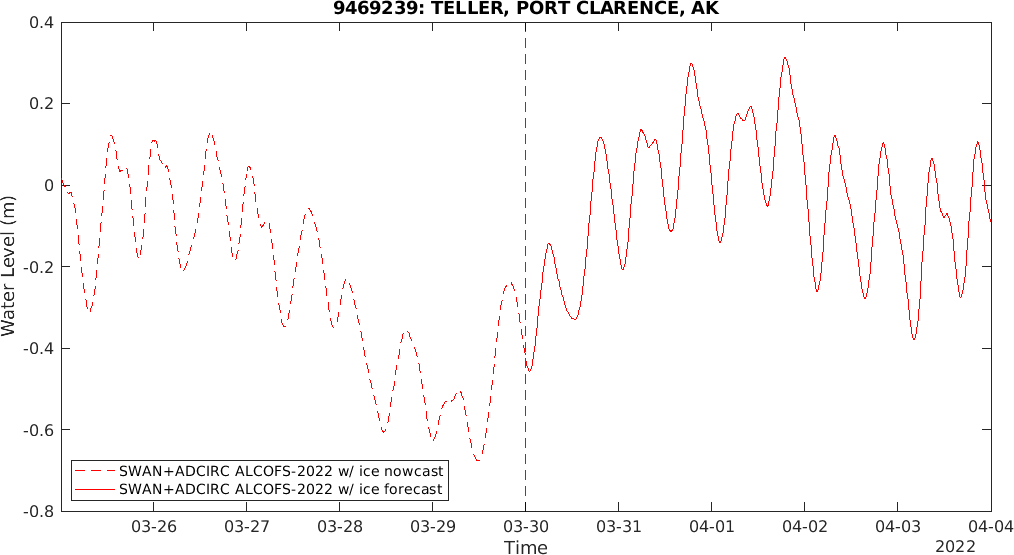 9469239: TELLER, PORT CLARENCE, AK
0.4
0.2
0
-0.2
-0.4
-0.6
-0.8
Water Level (m)
SWAN+ADCIRC ALCOFS-2022 w/ ice nowcast
SWAN+ADCIRC ALCOFS-2022 w/ ice forecast
03-26 03-27 03-28 03-29 03-30 03-31 04-01 04-02 04-03 04-04
Time
2022